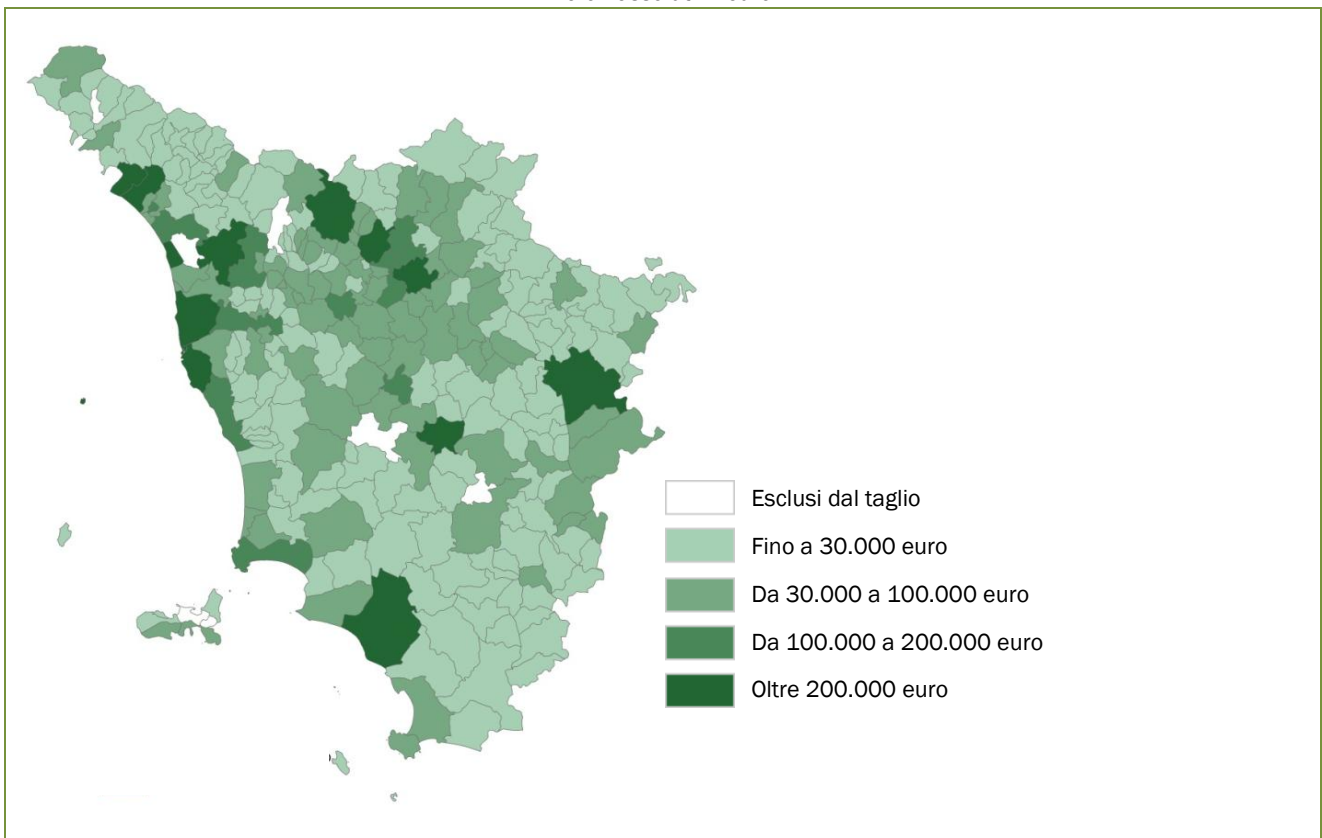 Esclusi dal taglio
Fino a 30.000 euro
Da 30.000 a 100.000 euro
Da 100.000 a 200.000 euro
Oltre 200.000 euro